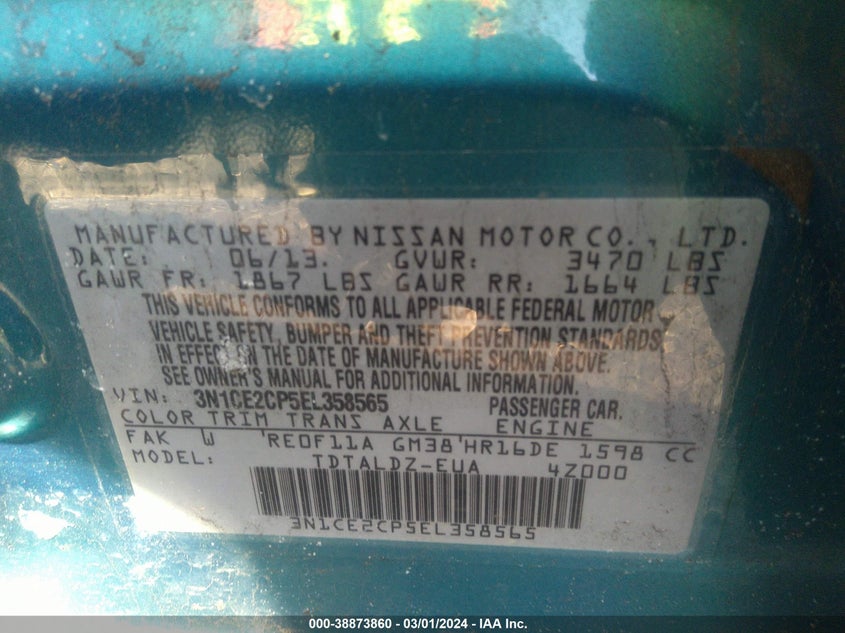 MANUFACTURED BY NISSAN MOTOR CO., LTD.
DATE: 06/13. GVWR: 3470 LBS
GAWR FR: 1867 LBS GAWR RR: 1664 LBS
THIS VEHICLE CONFORMS TO ALL APPLICABLE FEDERAL MOTOR
VEHICLE SAFETY, BUMPER AND THEFT PREVENTION STANDARDS
IN EFFECT ON THE DATE OF MANUFACTURE SHOWN ABOVE.
SEE OWNER'S MANUAL FOR ADDITIONAL INFORMATION.
VIN: 3N1CE2CP5EL358565 PASSENGER CAR.
COLOR TRIM TRANS AXLE ENGINE
FAK W RE0F11A GM38 HR16DE 1598 CC
MODEL: TDTALDZ-EUA 4Z000
3N1CE2CP5EL358565
000-38873860 - 03/01/2024 - IAA Inc.